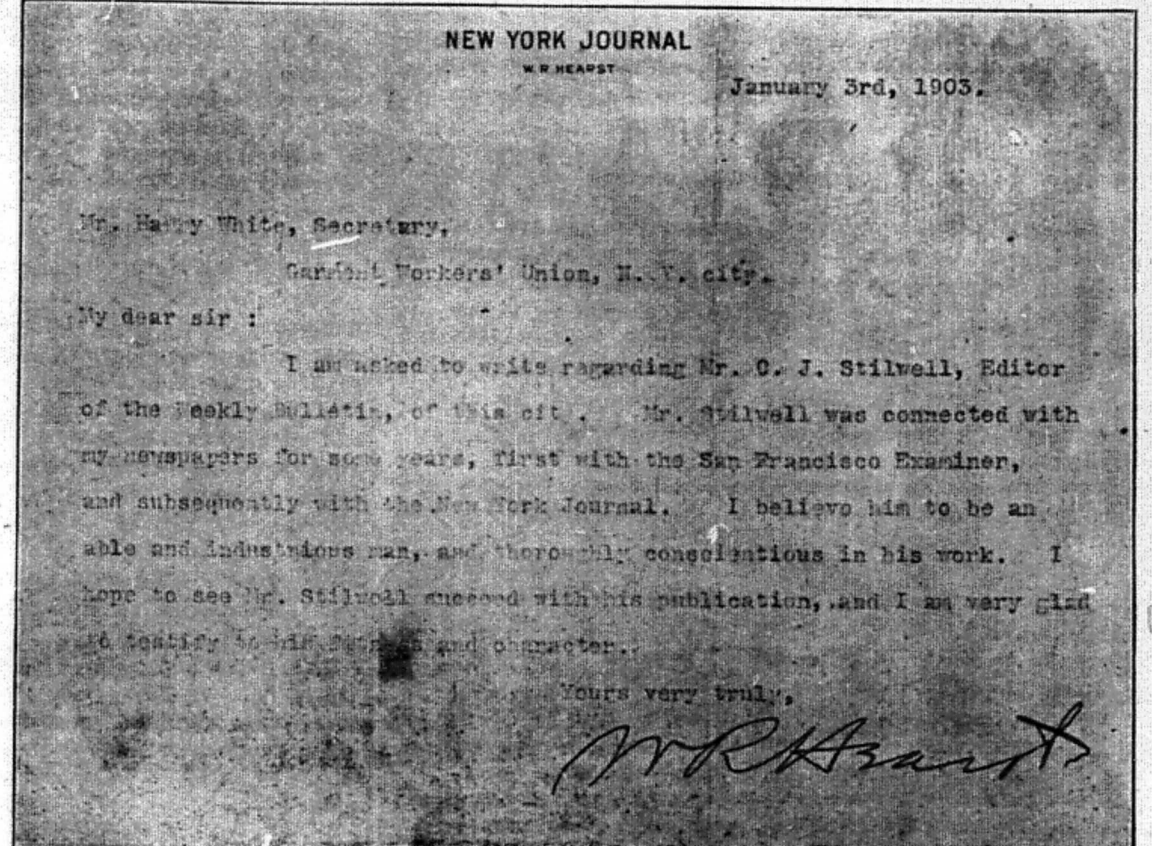 NEW YORK JOURNAL
W. R. HEARST
January 3rd, 1903.
Mr. Harry White, Secretary,
Garment Workers' Union, N. Y. city.
My dear sir :
I am asked to write regarding Mr. C. J. Stilwell, Editor
of the Weekly Bulletin, of this city. Mr. Stilwell was connected with
my newspapers for some years, first with the San Francisco Examiner,
and subsequently with the New York Journal. I believe him to be an
able and industrious man, and thoroughly conscientious in his work. I
hope to see Mr. Stilwell succeed with his publication, and I am very glad
to testify to his and character.
Yours very truly,
W R Hearst